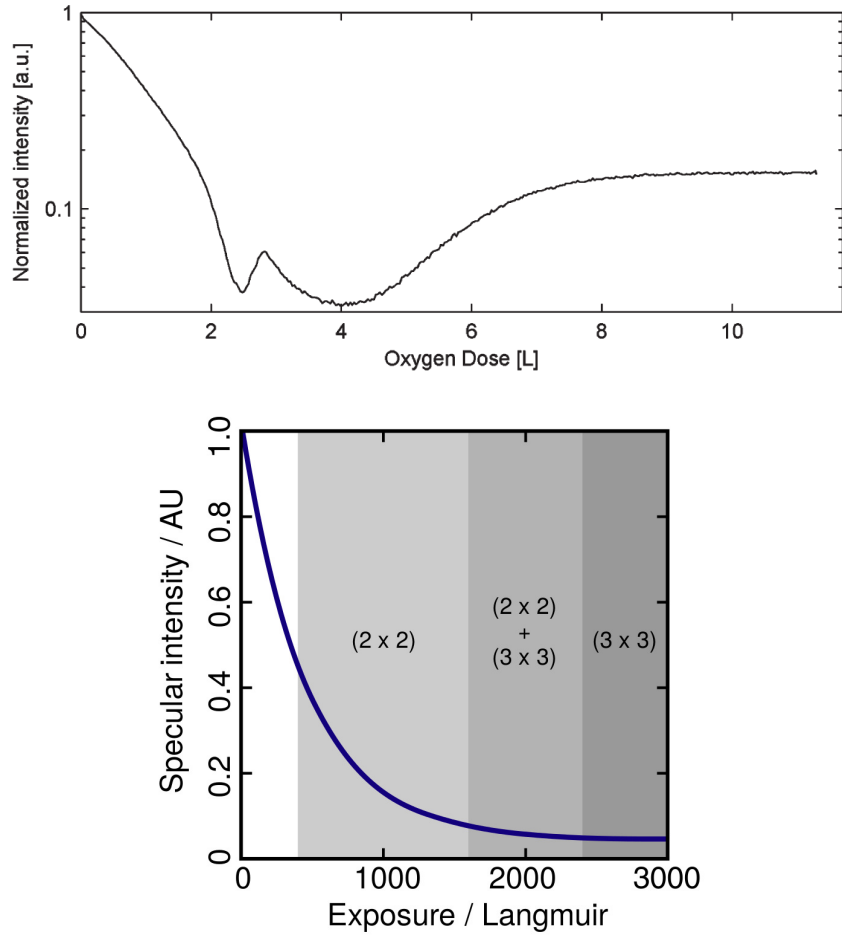 1
0.1
Normalized intensity [a.u.]
0 2 4 6 8 10
Oxygen Dose [L]
1.0
0.8
0.6
0.4
0.2
0
Specular intensity / AU
(2 x 2)
(2 x 2)
+
(3 x 3)
(3 x 3)
0 1000 2000 3000
Exposure / Langmuir